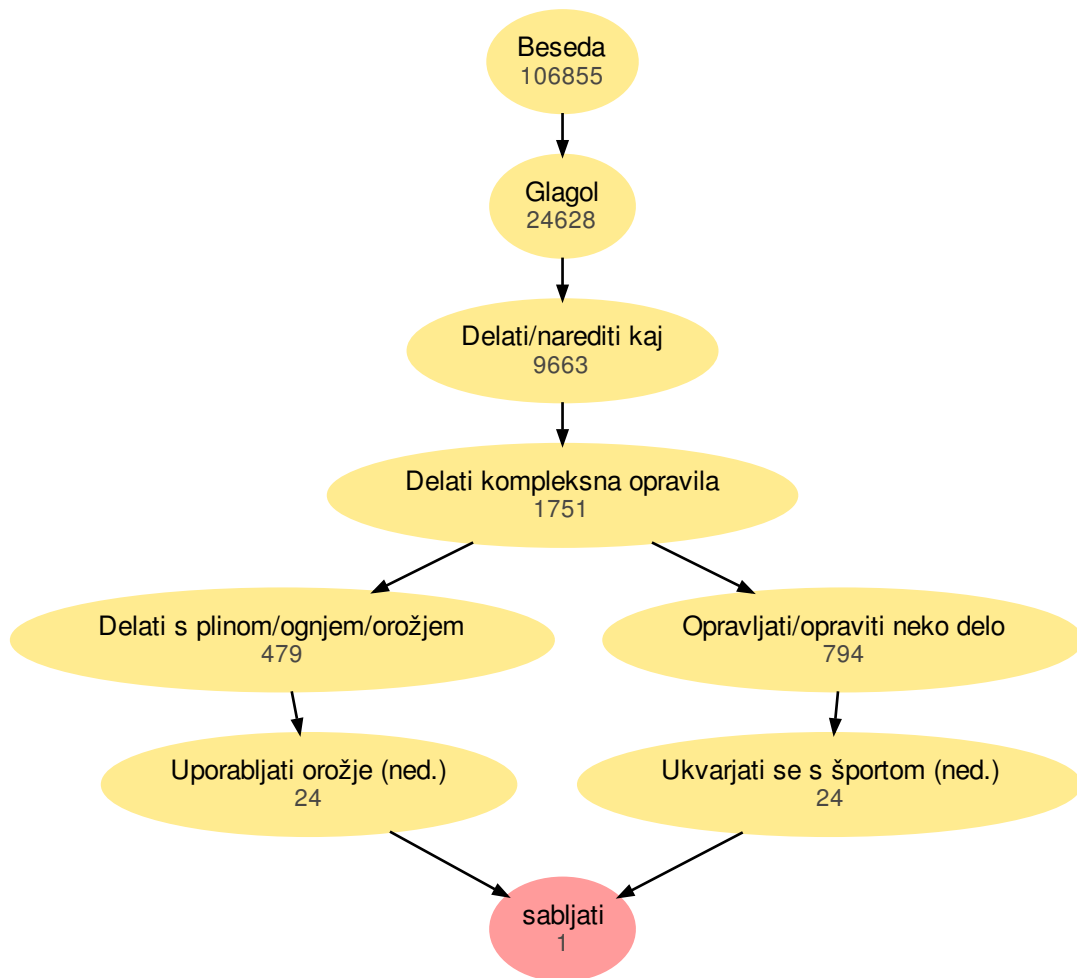 Beseda
106855
Glagol
24628
Delati/narediti kaj
9663
Delati kompleksna opravila
1751
Delati s plinom/ognjem/orožjem
479
Opravljati/opraviti neko delo
794
Uporabljati orožje (ned.)
24
Ukvarjati se s športom (ned.)
24
sabljati
1